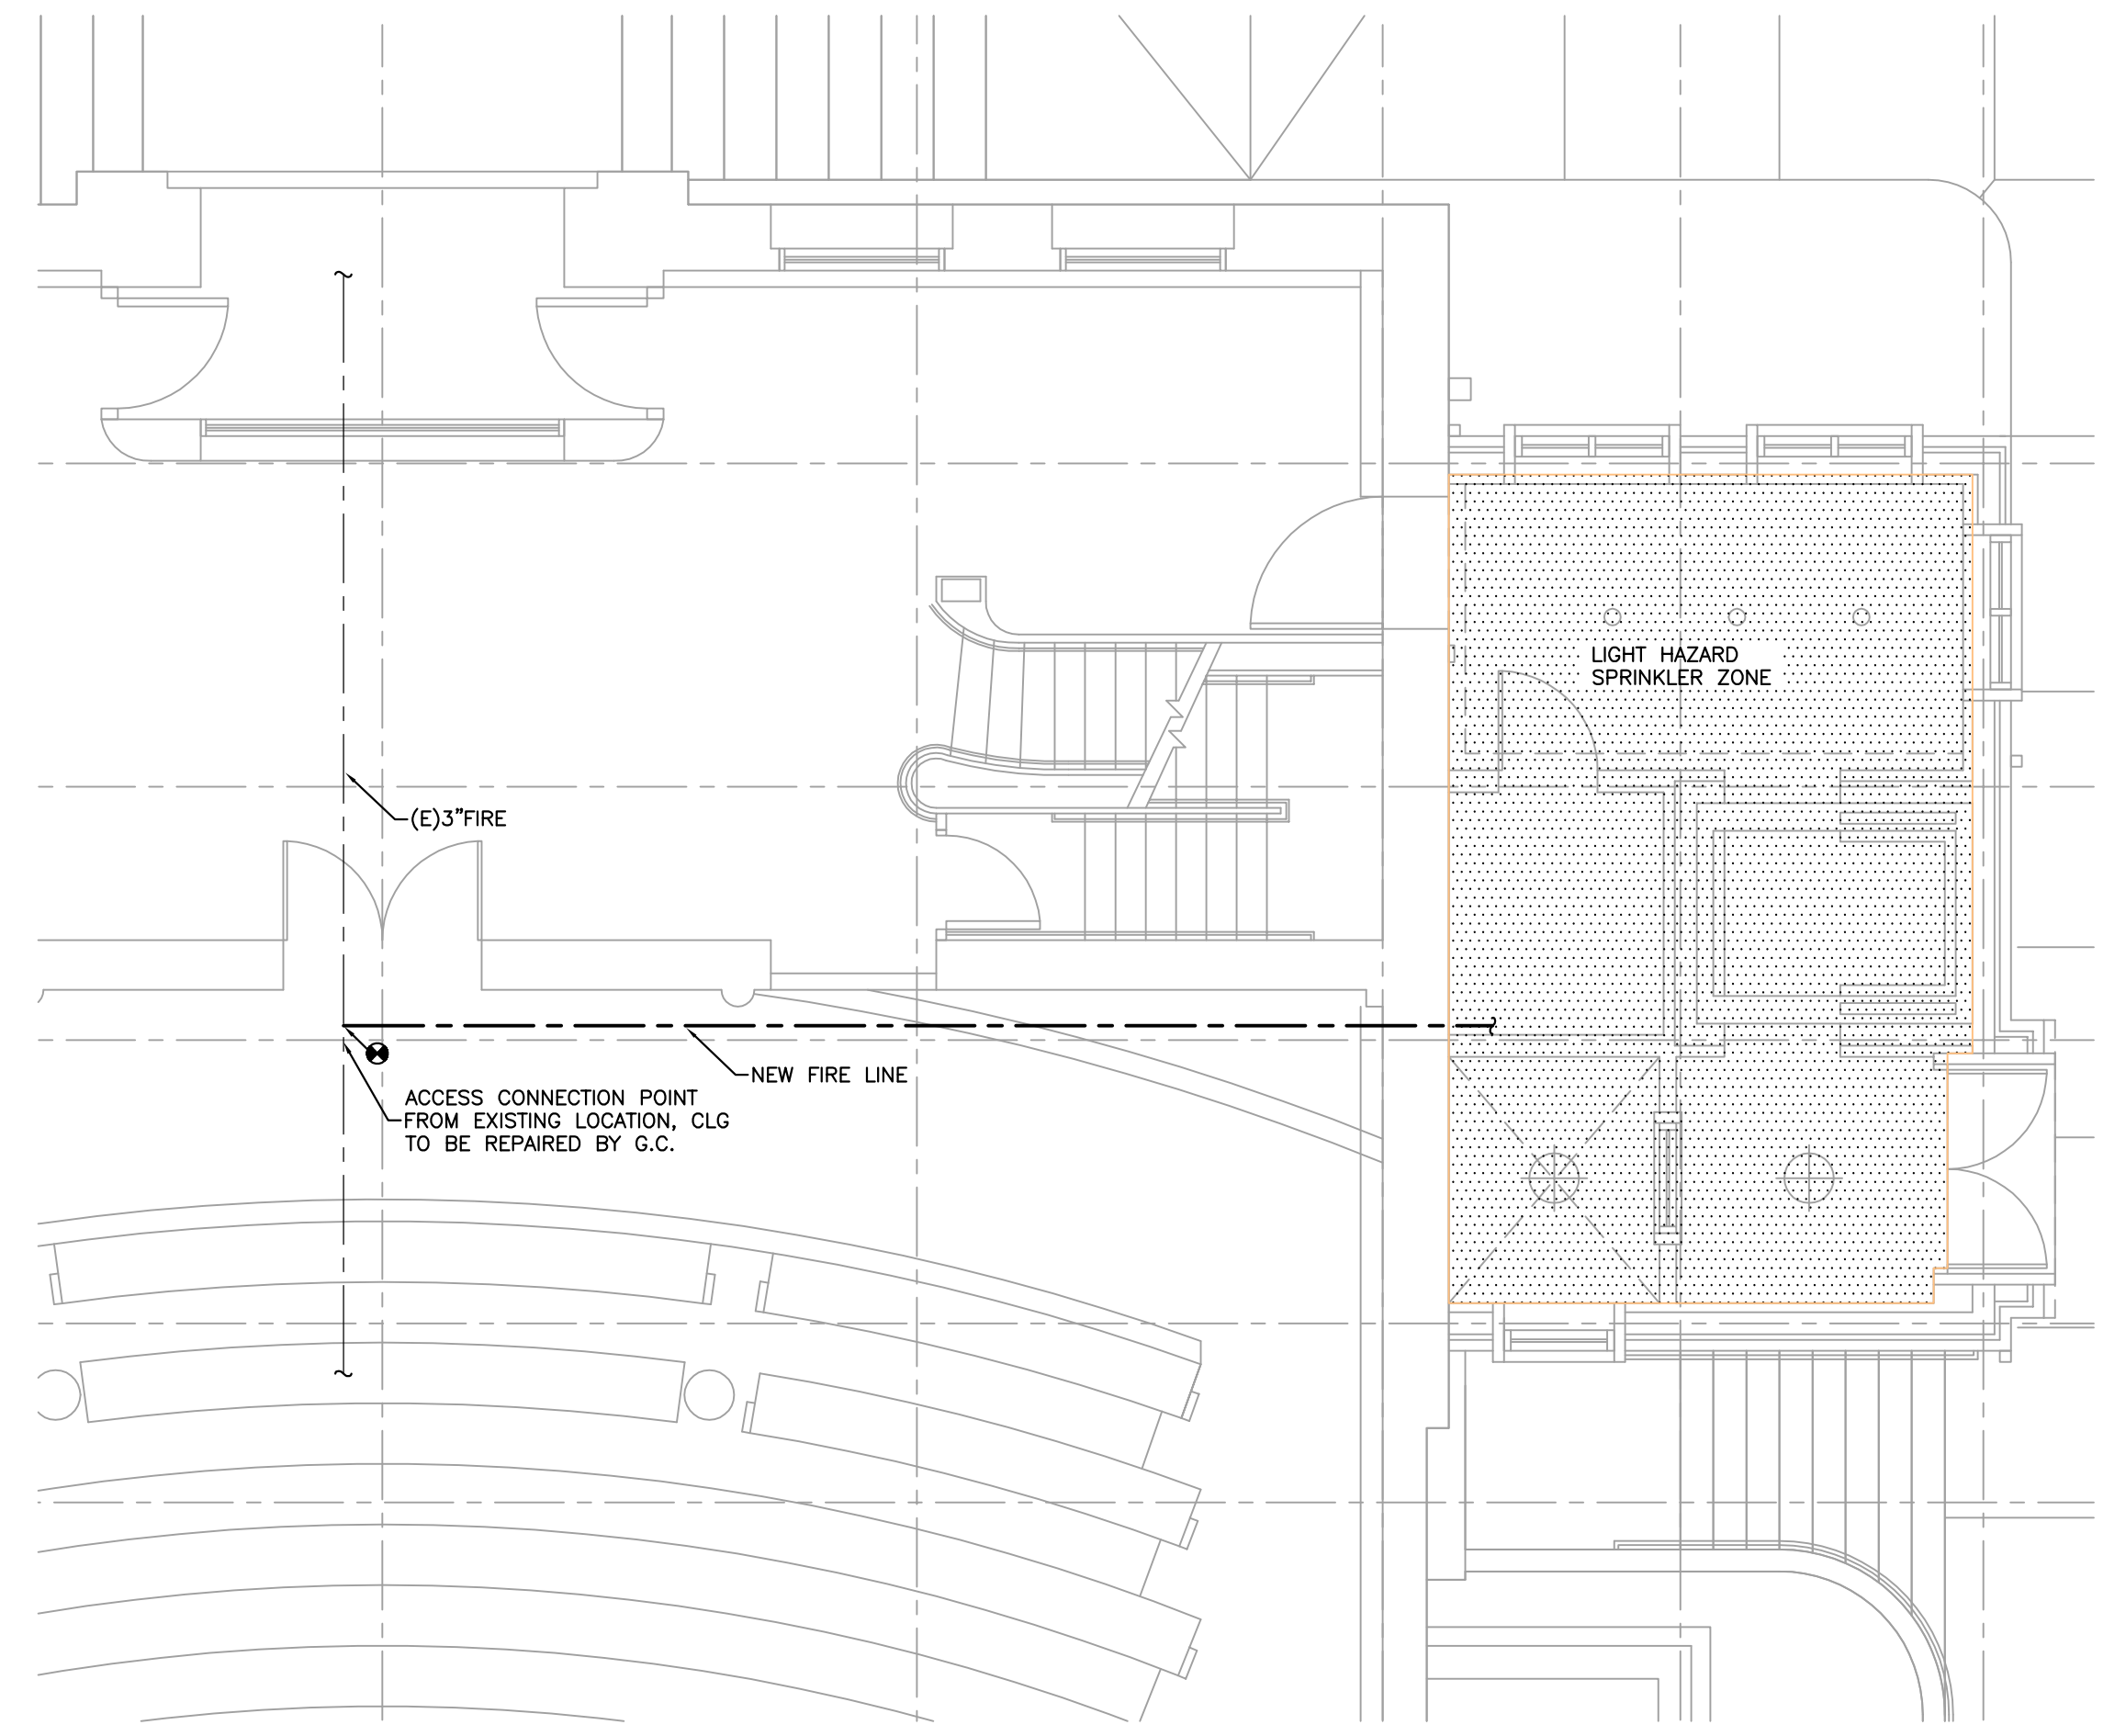 LIGHT HAZARD
SPRINKLER ZONE
(E)3"FIRE
NEW FIRE LINE
ACCESS CONNECTION POINT
FROM EXISTING LOCATION, CLG
TO BE REPAIRED BY G.C.